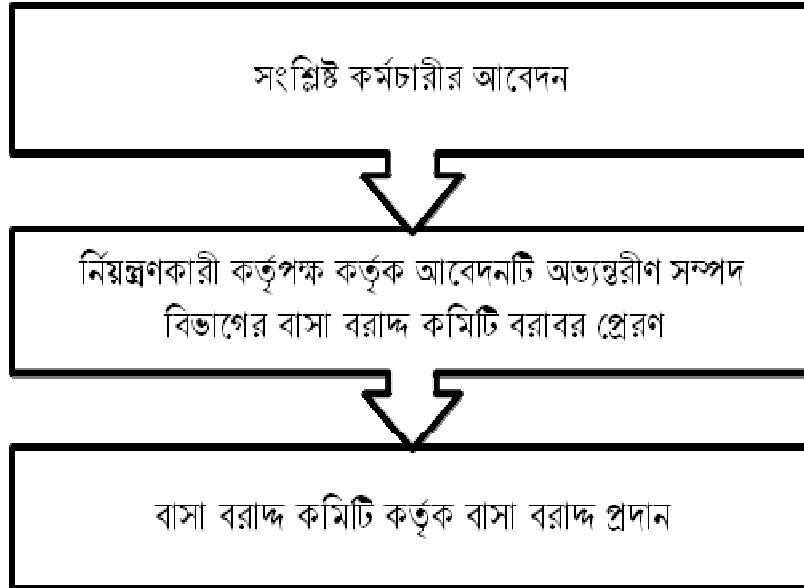 সংশ্লিষ্ট কর্মচারীর আবেদন
র্নিয়ন্ত্রণকারী কর্তৃপক্ষ কর্তৃক আবেদনটি অভ্যন্তরীণ সম্পদ
বিভাগের বাসা বরাদ্দ কমিটি বরাবর প্রেরণ
বাসা বরাদ্দ কমিটি কর্তৃক বাসা বরাদ্দ প্রদান